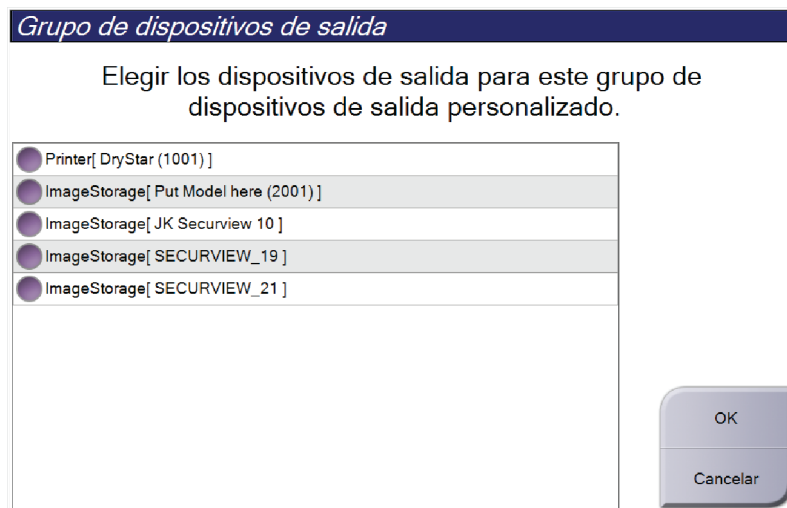 Grupo de dispositivos de salida
Elegir los dispositivos de salida para este grupo de
dispositivos de salida personalizado.
Printer[ DryStar (1001) ]
ImageStorage[ Put Model here (2001) ]
ImageStorage[ JK Securview 10 ]
ImageStorage[ SECURVIEW_19 ]
ImageStorage[ SECURVIEW_21 ]
OK
Cancelar